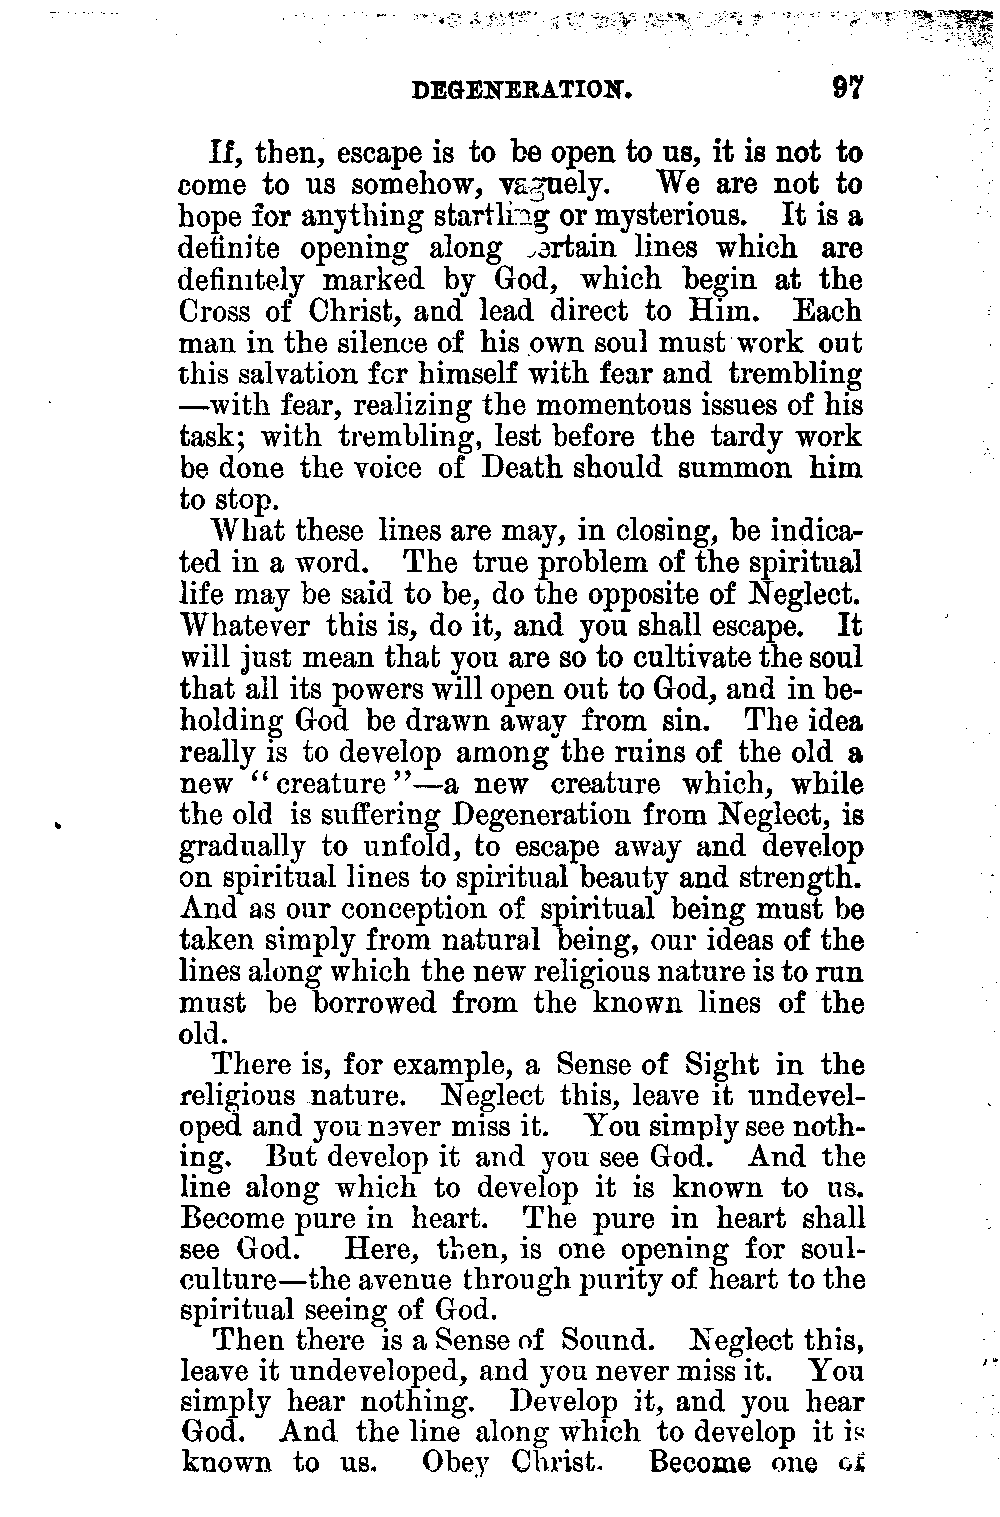 DEGENERATION. 97
If, then, escape is to be open to us, it is not to
come to us somehow, vaguely. We are not to
hope for anything startling or mysterious. It is a
definite opening along certain lines which are
definitely marked by God, which begin at the
Cross of Christ, and lead direct to Him. Each
man in the silence of his own soul must work out
this salvation for himself with fear and trembling
—with fear, realizing the momentous issues of his
task; with trembling, lest before the tardy work
be done the voice of Death should summon him
to stop.
What these lines are may, in closing, be indica-
ted in a word. The true problem of the spiritual
life may be said to be, do the opposite of Neglect.
Whatever this is, do it, and you shall escape. It
will just mean that you are so to cultivate the soul
that all its powers will open out to God, and in be-
holding God be drawn away from sin. The idea
really is to develop among the ruins of the old a
new “creature”—a new creature which, while
the old is suffering Degeneration from Neglect, is
gradually to unfold, to escape away and develop
on spiritual lines to spiritual beauty and strength.
And as our conception of spiritual being must be
taken simply from natural being, our ideas of the
lines along which the new religious nature is to run
must be borrowed from the known lines of the
old.
There is, for example, a Sense of Sight in the
religious nature. Neglect this, leave it undevel-
oped and you never miss it. You simply see noth-
ing. But develop it and you see God. And the
line along which to develop it is known to us.
Become pure in heart. The pure in heart shall
see God. Here, then, is one opening for soul-
culture—the avenue through purity of heart to the
spiritual seeing of God.
Then there is a Sense of Sound. Neglect this,
leave it undeveloped, and you never miss it. You
simply hear nothing. Develop it, and you hear
God. And the line along which to develop it is
known to us. Obey Christ. Become one of